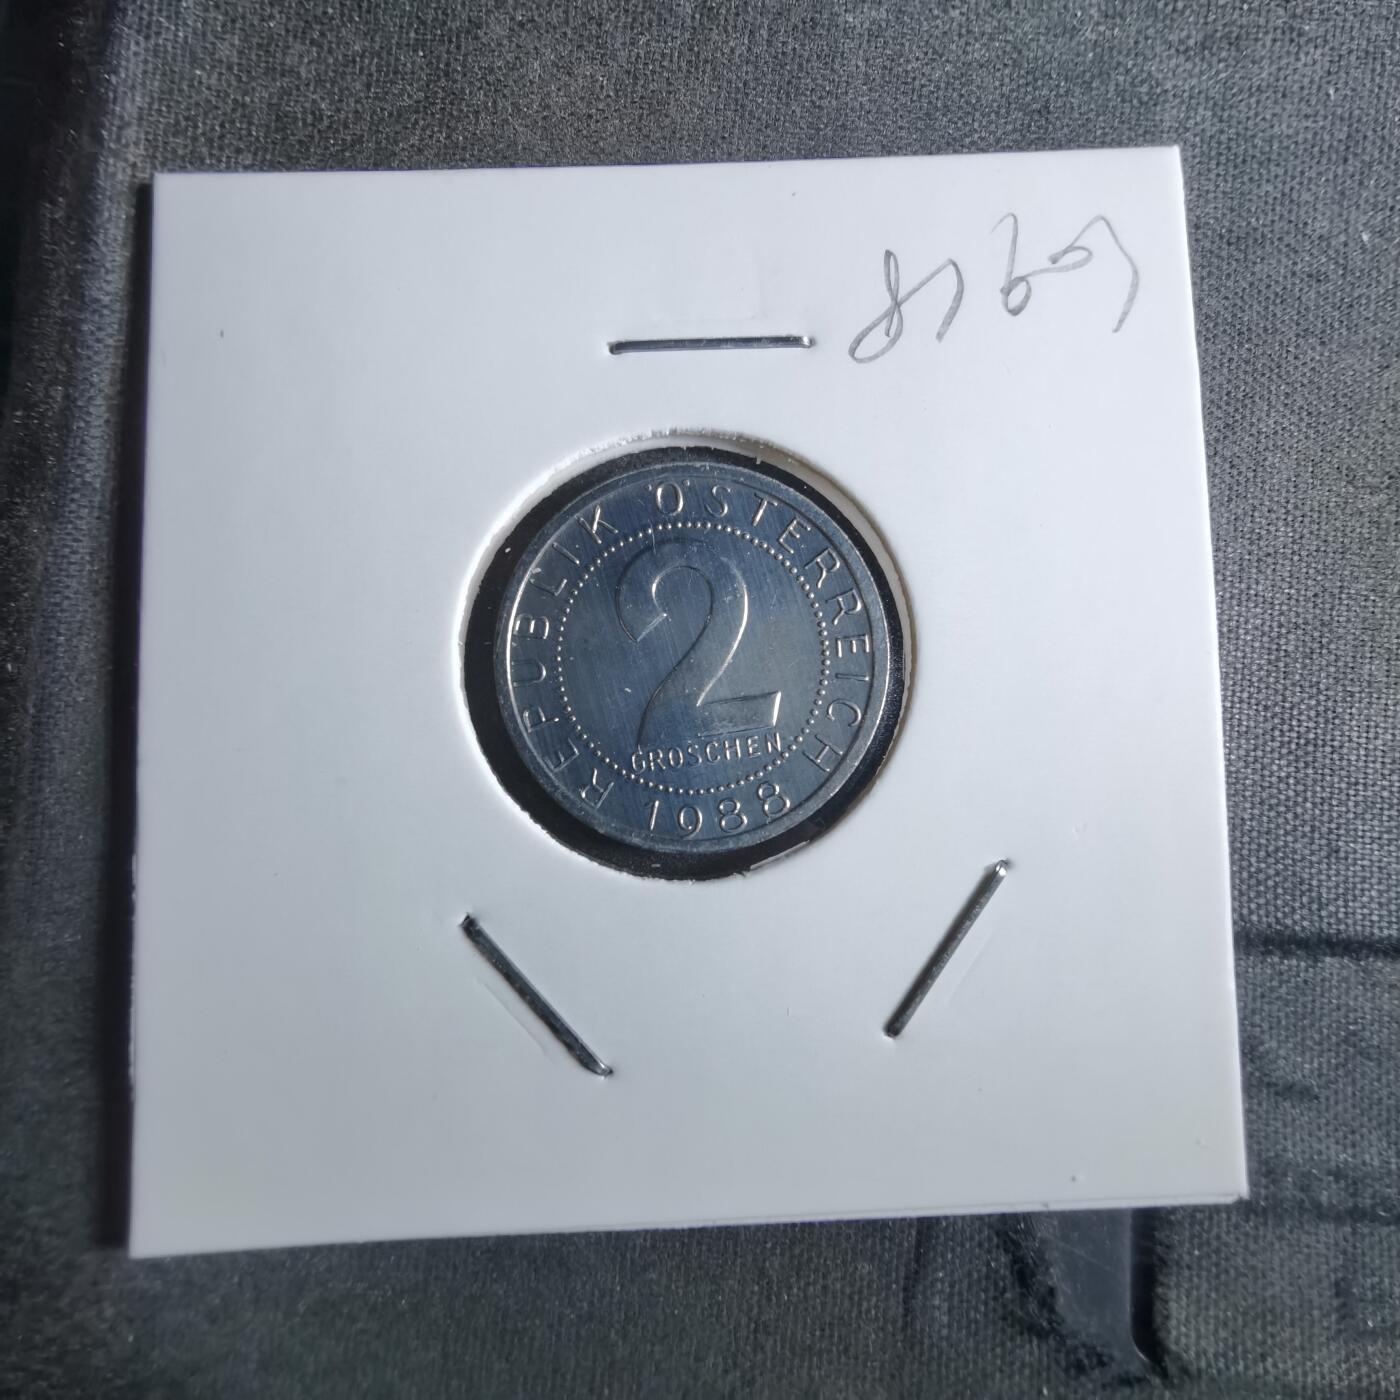 REPUBLIK ÖSTERREICH
2
GROSCHEN
1988